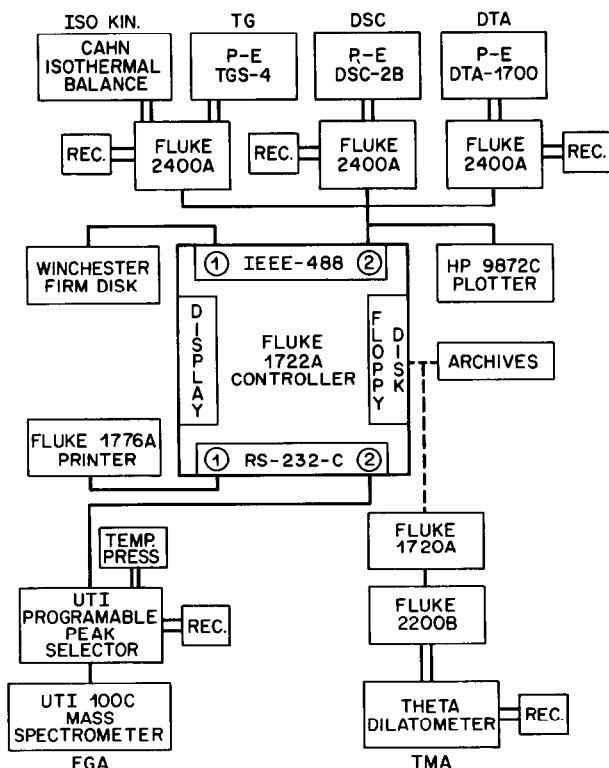 ISO KIN.
TG
DSC
DTA
CAHN
ISOTHERMAL
BALANCE
P-E
TGS-4
P-E
DSC-2B
P-E
DTA-1700
REC.
FLUKE
2400A
REC.
FLUKE
2400A
FLUKE
2400A
REC.
WINCHESTER
FIRM DISK
1 IEEE-488 2
HP 9872C
PLOTTER
DISPLAY
FLUKE
1722A
CONTROLLER
FLOPPY
DISK
ARCHIVES
FLUKE 1776A
PRINTER
1 RS-232-C 2
TEMP.
PRESS
FLUKE
1720A
UTI
PROGRAMABLE
PEAK
SELECTOR
REC.
FLUKE
2200B
UTI 100C
MASS
SPECTROMETER
EGA
THETA
DILATOMETER
REC.
TMA